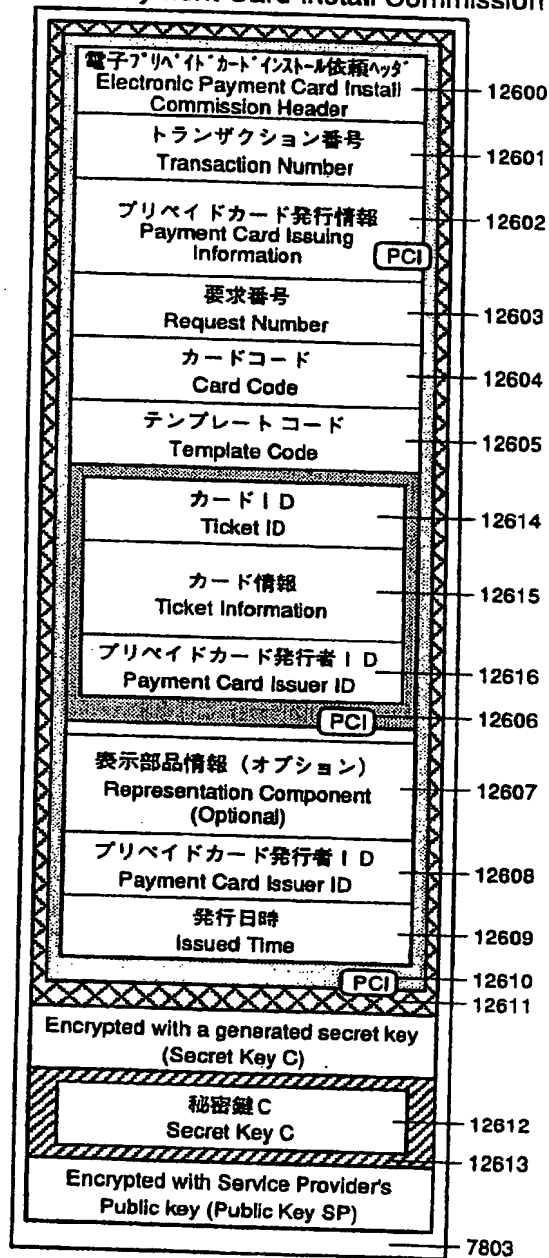 yment Card Install Commission
電子プリペイドカードインストール依頼ヘッダ
Electronic Payment Card Install
Commission Header
12600
トランザクション番号
Transaction Number
12601
プリペイドカード発行情報
Payment Card Issuing
Information
PCI
12602
要求番号
Request Number
12603
カードコード
Card Code
12604
テンプレートコード
Template Code
12605
カードID
Ticket ID
12614
カード情報
Ticket Information
12615
プリペイドカード発行者ID
Payment Card Issuer ID
12616
PCI
12606
表示部品情報（オプション）
Representation Component
(Optional)
12607
プリペイドカード発行者ID
Payment Card Issuer ID
12608
発行日時
Issued Time
12609
PCI
12610
12611
Encrypted with a generated secret key
(Secret Key C)
秘密鍵C
Secret Key C
12612
12613
Encrypted with Service Provider's
Public key (Public Key SP)
7803